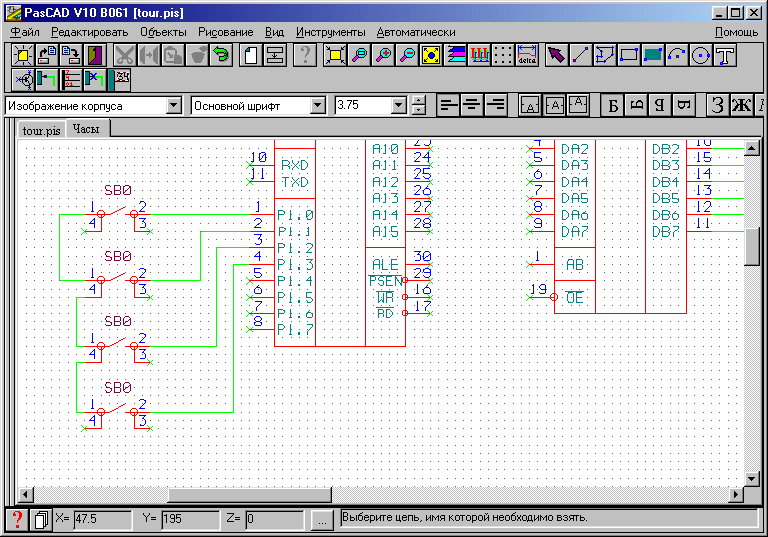 PasCAD V10 B061 [tour.pis]
Файл Редактировать Объекты Рисование Вид Инструменты Автоматически Помощь
Изображение корпуса Основной шрифт 3.75
tour.pis Часы
SB0
1 2
4 3
SB0
1 2
4 3
SB0
1 2
4 3
SB0
1 2
4 3
10 RXD
11 TXD
1 P1.0
2 P1.1
3 P1.2
4 P1.3
5 P1.4
6 P1.5
7 P1.6
8 P1.7
A10 23
A11 24
A12 25
A13 26
A14 27
A15 28
ALE 30
PSEN 29
WR 16
RD 17
4 DA2 DB2 16
5 DA3 DB3 15
6 DA4 DB4 14
7 DA5 DB5 13
8 DA6 DB6 12
9 DA7 DB7 11
1 AB
19 OE
X= 47.5 Y= 195 Z= 0 ... Выберите цепь, имя которой необходимо взять.